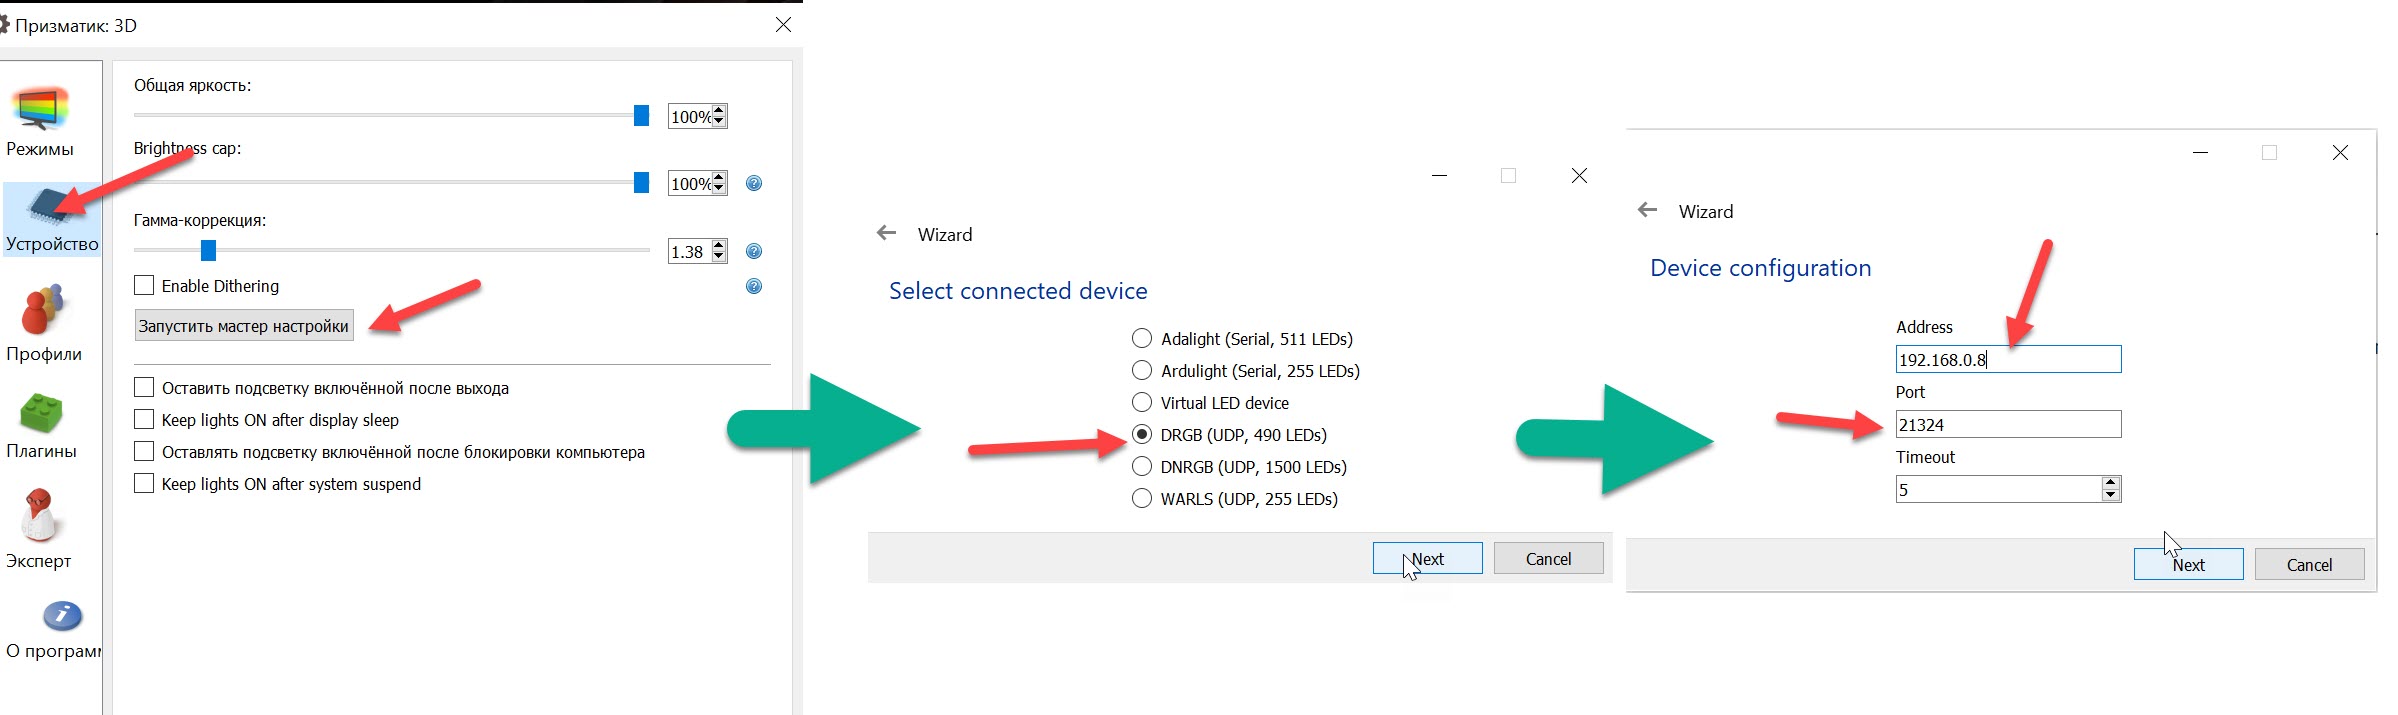 Призматик: 3D
Режимы
Устройство
Профили
Плагины
Эксперт
О програм
Общая яркость:
100%
Brightness cap:
100%
Гамма-коррекция:
1.38
Enable Dithering
Запустить мастер настройки
Оставить подсветку включённой после выхода
Keep lights ON after display sleep
Оставлять подсветку включённой после блокировки компьютера
Keep lights ON after system suspend
Wizard
Select connected device
Adalight (Serial, 511 LEDs)
Ardulight (Serial, 255 LEDs)
Virtual LED device
DRGB (UDP, 490 LEDs)
DNRGB (UDP, 1500 LEDs)
WARLS (UDP, 255 LEDs)
Next Cancel
Wizard
Device configuration
Address
192.168.0.8
Port
21324
Timeout
5
Next Cancel